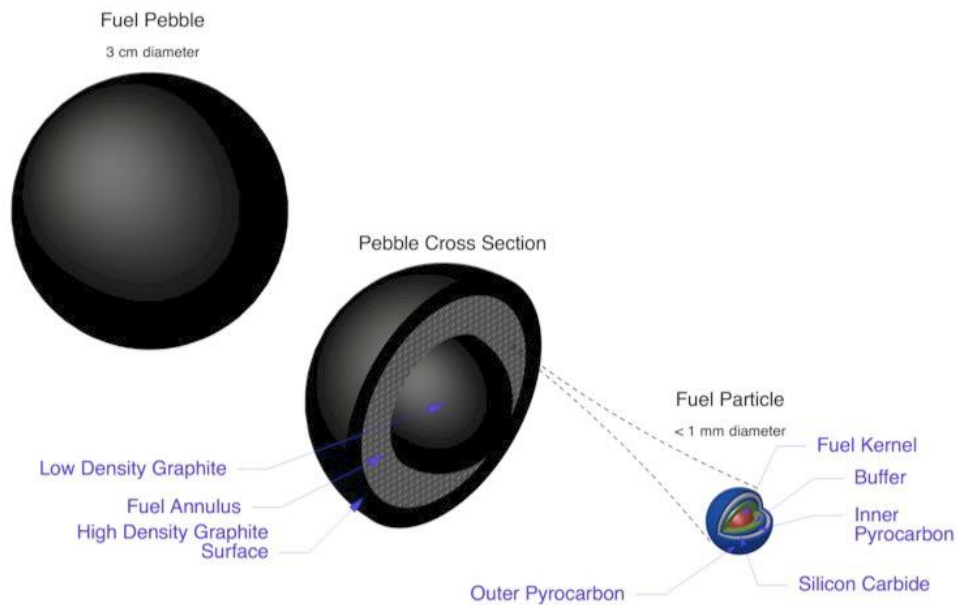 Fuel Pebble
3 cm diameter
Pebble Cross Section
Low Density Graphite
Fuel Annulus
High Density Graphite
Surface
Fuel Particle
< 1 mm diameter
Fuel Kernel
Buffer
Inner
Pyrocarbon
Silicon Carbide
Outer Pyrocarbon